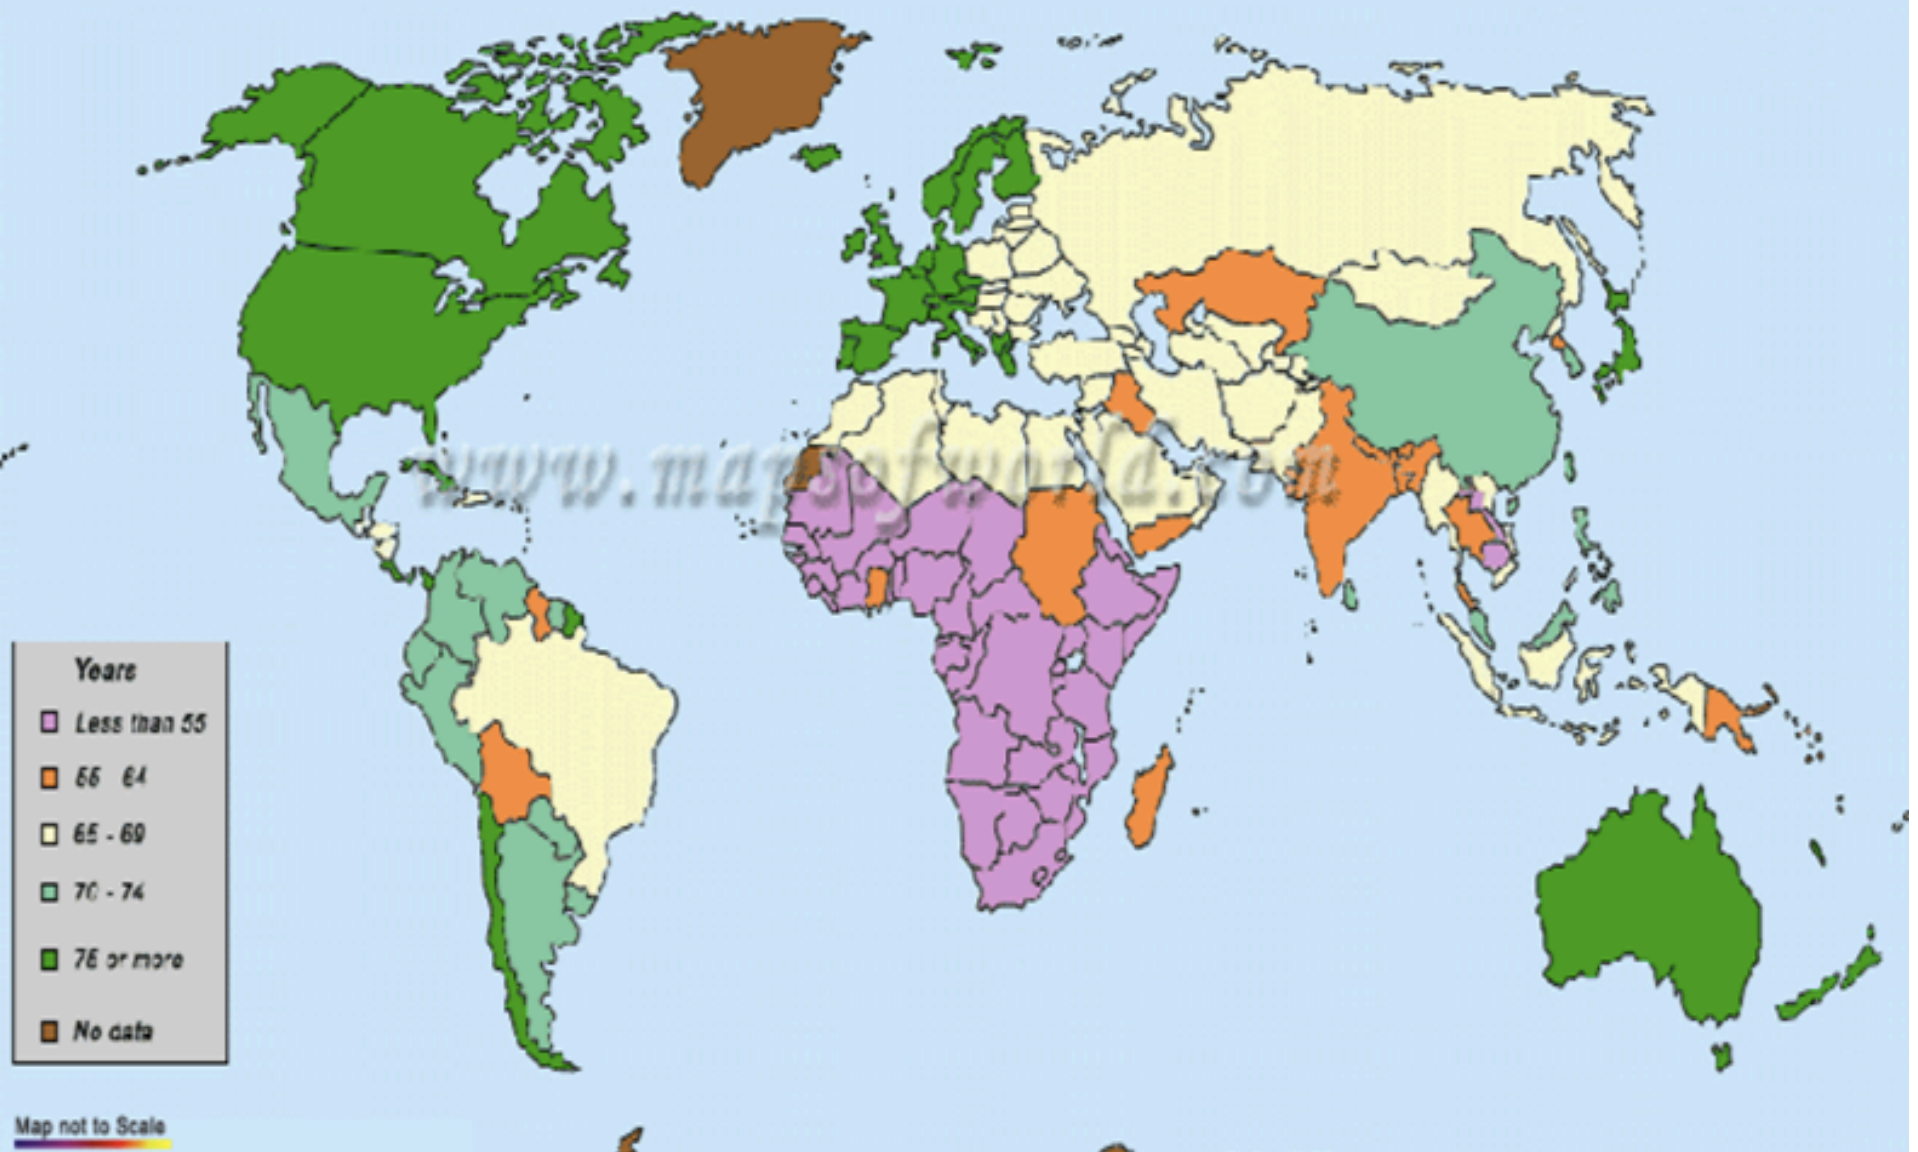 www.mapsofworld.com
Years
Less than 55
55 64
65 - 69
70 - 74
75 or more
No data
Map not to Scale